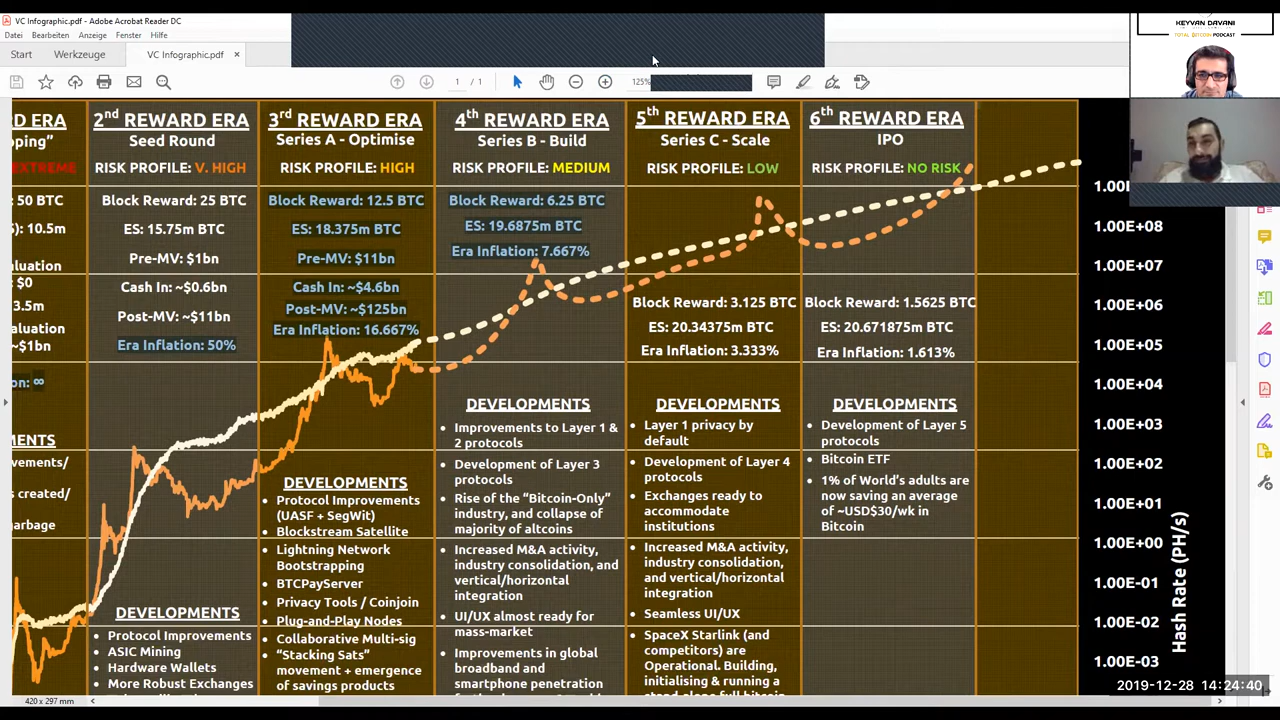 VC Infographic.pdf - Adobe Acrobat Reader DC
Datei Bearbeiten Anzeige Fenster Hilfe
Start Werkzeuge VC Infographic.pdf ×
1 / 1 125%
KEYVAN DAVANI
TOTAL BITCOIN PODCAST
D ERA
ping”
EXTREME
50 BTC
): 10.5m
aluation
$0
3.5m
aluation
~$1bn
on: ∞
MENTS
vements/
s created/
arbage
2nd REWARD ERA
Seed Round
RISK PROFILE: V. HIGH
Block Reward: 25 BTC
ES: 15.75m BTC
Pre-MV: $1bn
Cash In: ~$0.6bn
Post-MV: ~$11bn
Era Inflation: 50%
DEVELOPMENTS
• Protocol Improvements
• ASIC Mining
• Hardware Wallets
• More Robust Exchanges
3rd REWARD ERA
Series A - Optimise
RISK PROFILE: HIGH
Block Reward: 12.5 BTC
ES: 18.375m BTC
Pre-MV: $11bn
Cash In: ~$4.6bn
Post-MV: ~$125bn
Era Inflation: 16.667%
DEVELOPMENTS
• Protocol Improvements
(UASF + SegWit)
• Blockstream Satellite
• Lightning Network
Bootstrapping
• BTCPayServer
• Privacy Tools / Coinjoin
• Plug-and-Play Nodes
• Collaborative Multi-sig
• “Stacking Sats”
movement + emergence
of savings products
4th REWARD ERA
Series B - Build
RISK PROFILE: MEDIUM
Block Reward: 6.25 BTC
ES: 19.6875m BTC
Era Inflation: 7.667%
DEVELOPMENTS
• Improvements to Layer 1 &
2 protocols
• Development of Layer 3
protocols
• Rise of the “Bitcoin-Only”
industry, and collapse of
majority of altcoins
• Increased M&A activity,
industry consolidation, and
vertical/horizontal
integration
• UI/UX almost ready for
mass-market
• Improvements in global
broadband and
smartphone penetration
5th REWARD ERA
Series C - Scale
RISK PROFILE: LOW
Block Reward: 3.125 BTC
ES: 20.34375m BTC
Era Inflation: 3.333%
DEVELOPMENTS
• Layer 1 privacy by
default
• Development of Layer 4
protocols
• Exchanges ready to
accommodate
institutions
• Increased M&A activity,
industry consolidation,
and vertical/horizontal
integration
• Seamless UI/UX
• SpaceX Starlink (and
competitors) are
Operational. Building,
initialising & running a
6th REWARD ERA
IPO
RISK PROFILE: NO RISK
Block Reward: 1.5625 BTC
ES: 20.671875m BTC
Era Inflation: 1.613%
DEVELOPMENTS
• Development of Layer 5
protocols
• Bitcoin ETF
• 1% of World’s adults are
now saving an average
of ~USD$30/wk in
Bitcoin
1.00E+08
1.00E+07
1.00E+06
1.00E+05
1.00E+04
1.00E+03
1.00E+02
1.00E+01
1.00E+00
1.00E-01
1.00E-02
1.00E-03
Hash Rate (PH/s)
2019-12-28 14:24:40
420 x 297 mm